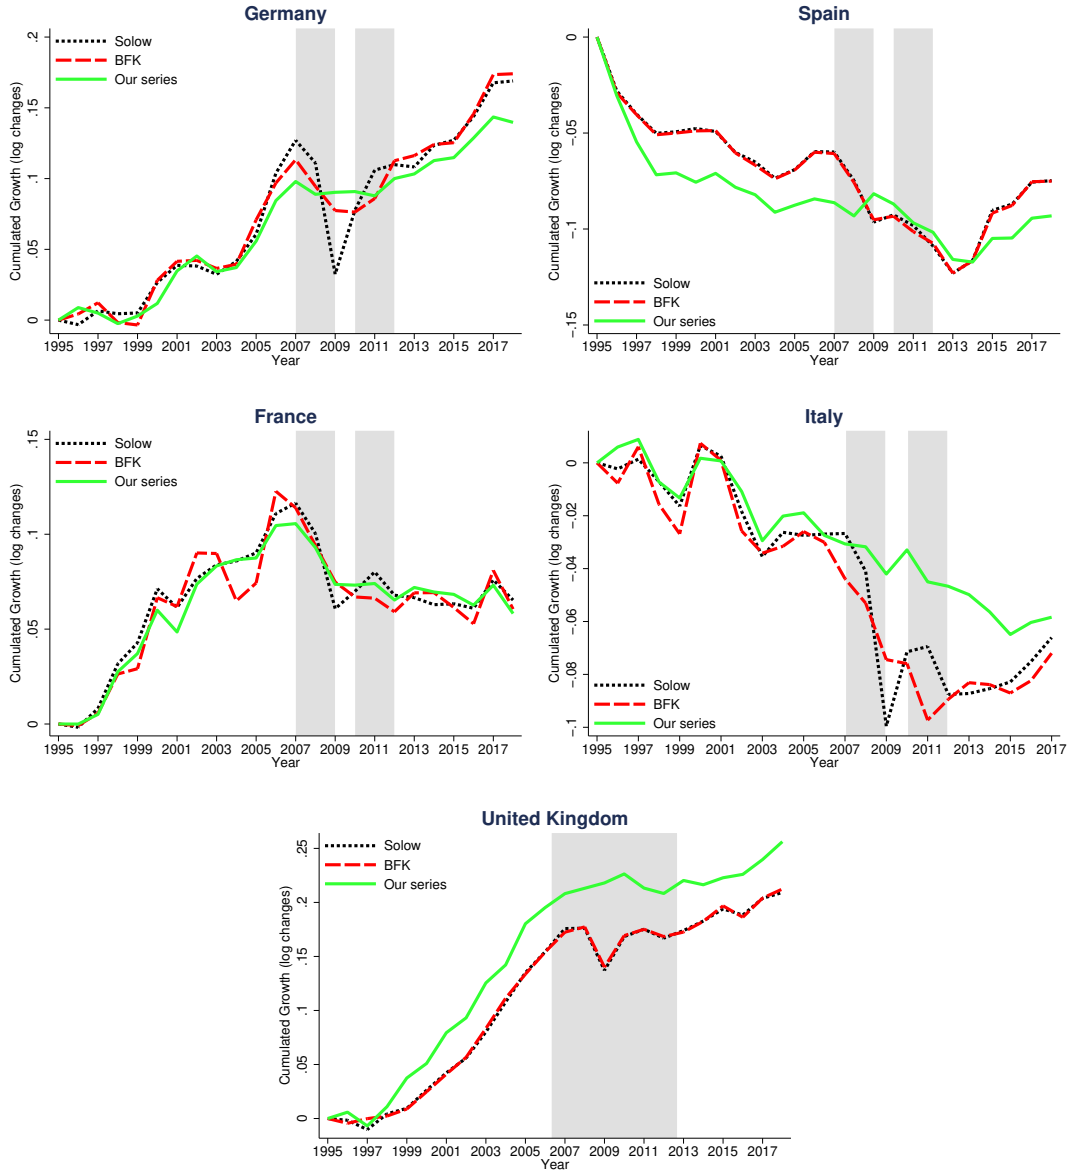 Germany
Cumulated Growth (log changes)
.2
.15
.1
.05
0
Solow
BFK
Our series
1995 1997 1999 2001 2003 2005 2007 2009 2011 2013 2015 2017
Year
Spain
Cumulated Growth (log changes)
0
-.05
-.1
-.15
Solow
BFK
Our series
1995 1997 1999 2001 2003 2005 2007 2009 2011 2013 2015 2017
Year
France
Cumulated Growth (log changes)
.15
.1
.05
0
Solow
BFK
Our series
1995 1997 1999 2001 2003 2005 2007 2009 2011 2013 2015 2017
Year
Italy
Cumulated Growth (log changes)
0
-.02
-.04
-.06
-.08
-.1
Solow
BFK
Our series
1995 1997 1999 2001 2003 2005 2007 2009 2011 2013 2015 2017
Year
United Kingdom
Cumulated Growth (log changes)
.25
.2
.15
.1
.05
0
Solow
BFK
Our series
1995 1997 1999 2001 2003 2005 2007 2009 2011 2013 2015 2017
Year